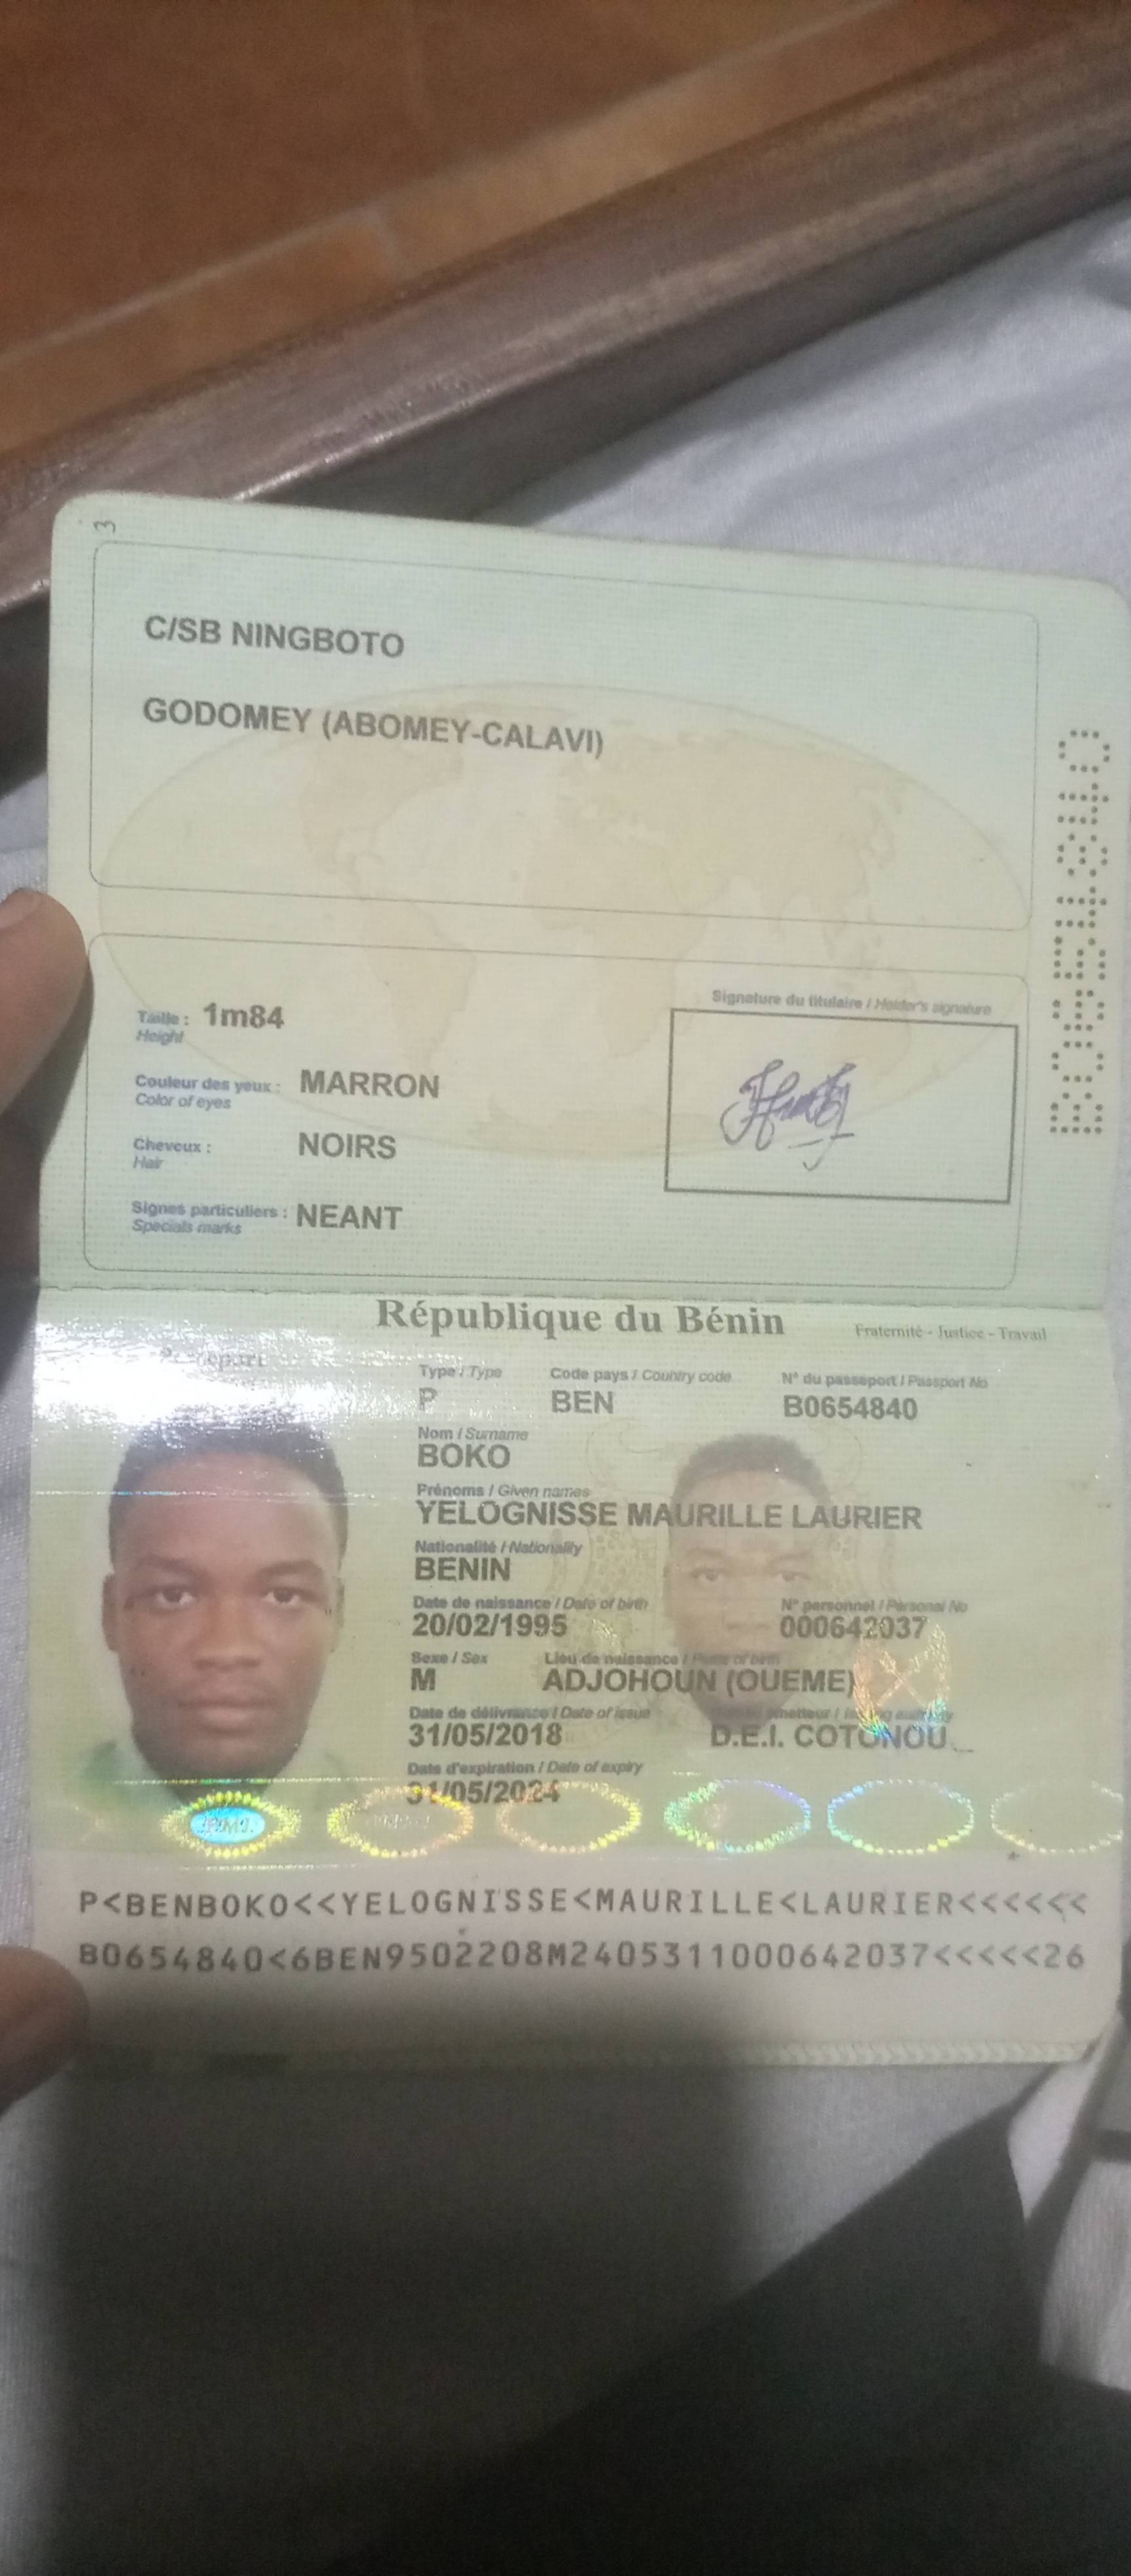 3
C/SB NINGBOTO
GODOMEY (ABOMEY-CALAVI)
B0654840
Taille : 1m84
Height
Signature du titulaire / Holder's signature
Couleur des yeux : MARRON
Color of eyes
Cheveux : NOIRS
Hair
Signes particuliers : NEANT
Specials marks
République du Bénin
Fraternité - Justice - Travail
Type / Type Code pays / Country code N° du passeport / Passport No
P BEN B0654840
Nom / Surname
BOKO
Prénoms / Given names
YELOGNISSE MAURILLE LAURIER
Nationalité / Nationality
BENIN
Date de naissance / Date of birth N° personnel / Personal No
20/02/1995 000642037
Sexe / Sex Lieu de naissance / Place of birth
M ADJOHOUN (OUEME)
Date de délivrance / Date of issue
31/05/2018 D.E.I. COTONOU
Date d'expiration / Date of expiry
31/05/2024
P<BENBOKO<<YELOGNISSE<MAURILLE<LAURIER<<<<<<
B0654840<6BEN9502208M2405311000642037<<<<<26